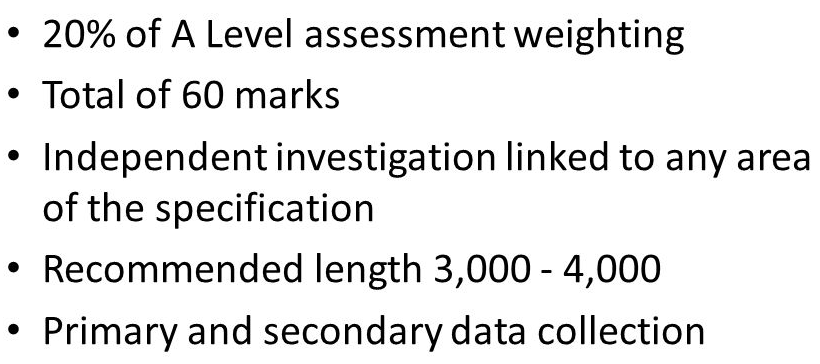 • 20% of A Level assessment weighting
• Total of 60 marks
• Independent investigation linked to any area
of the specification
• Recommended length 3,000 - 4,000
• Primary and secondary data collection